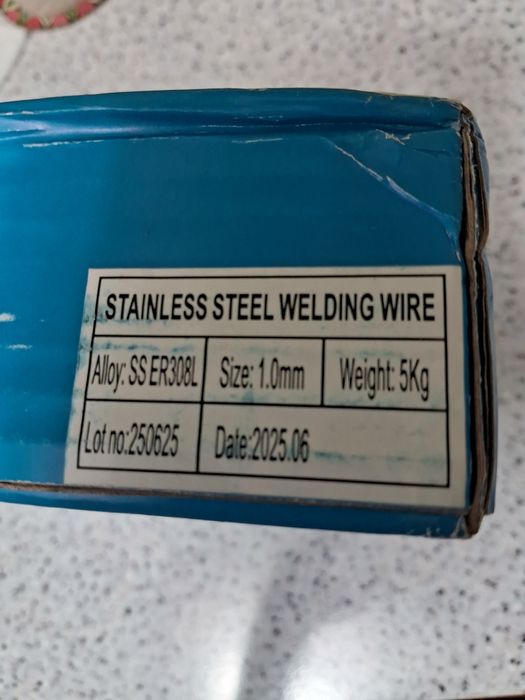 STAINLESS STEEL WELDING WIRE
Alloy: SS ER308L Size: 1.0mm Weight: 5Kg
Lot no:250625 Date:2025.06